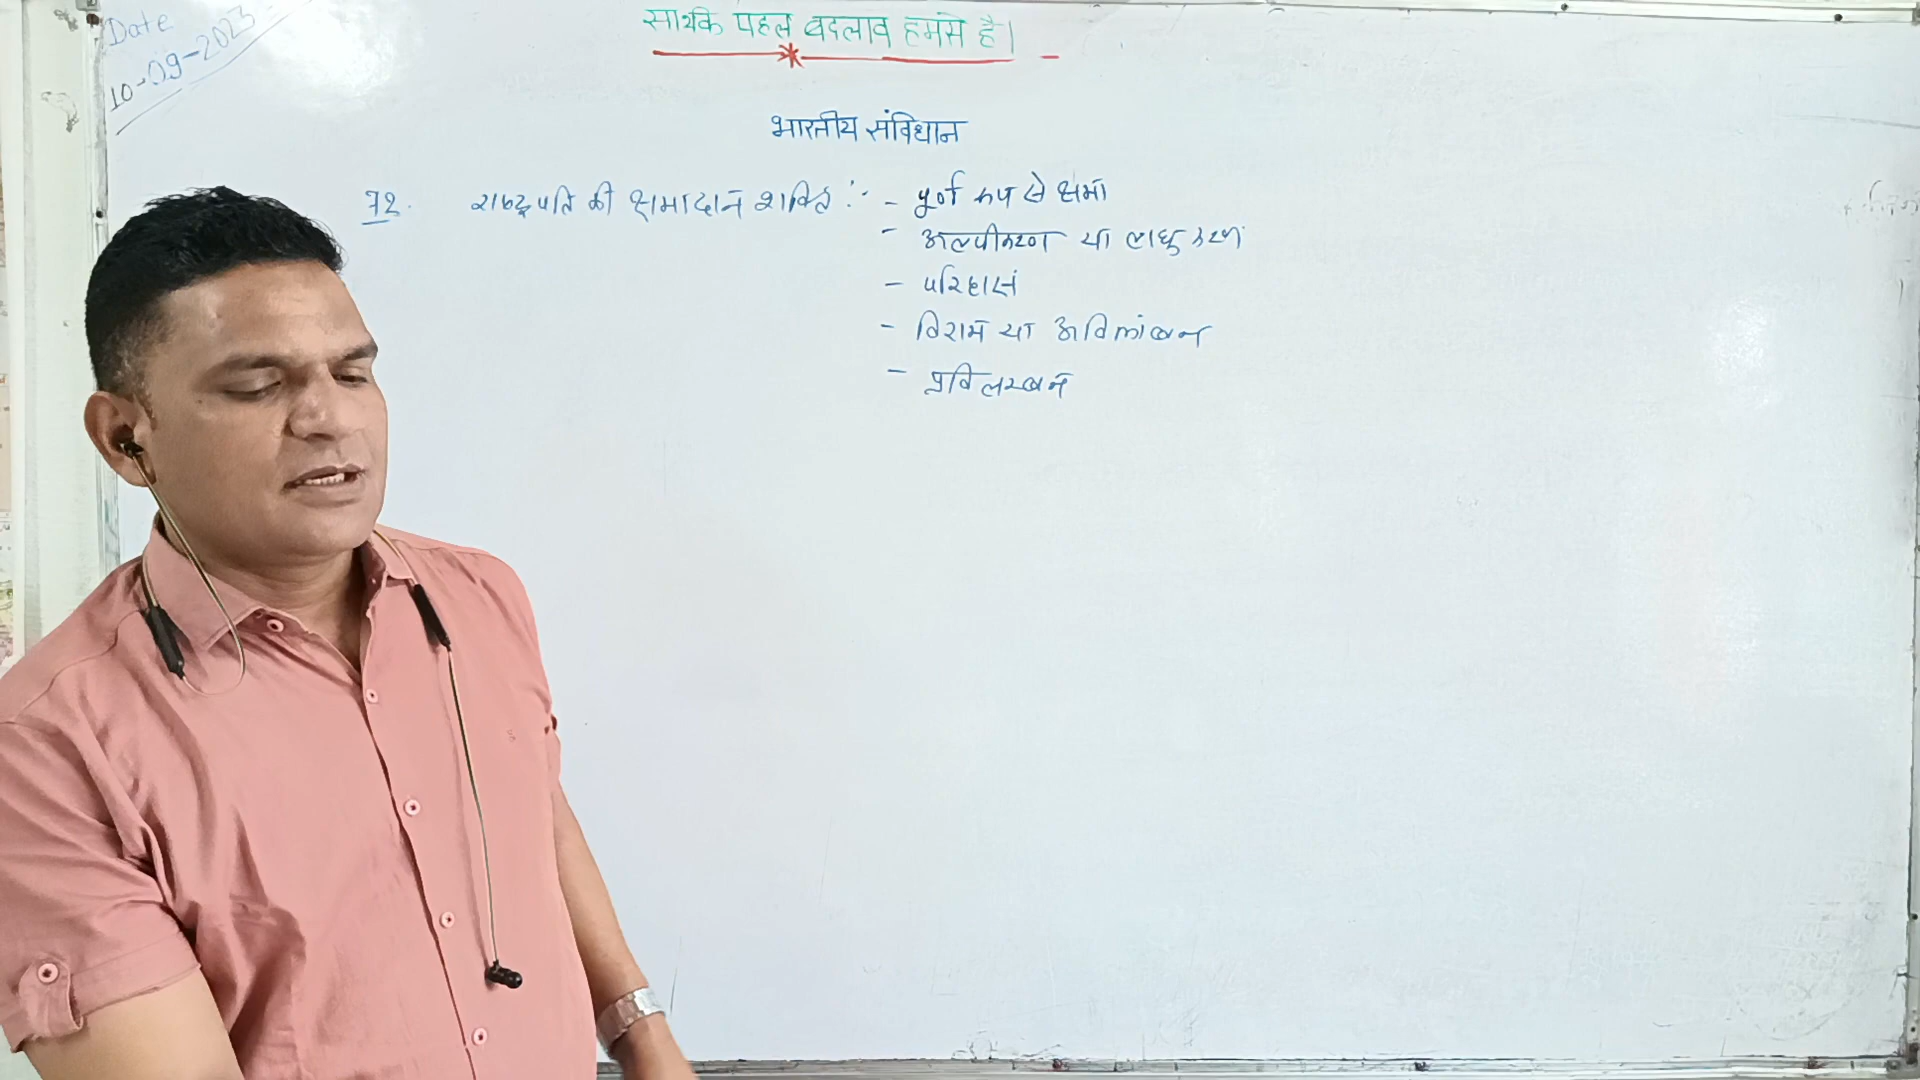 Date
10-09-2023
सार्थक पहल बदलाव हमसे है।
भारतीय संविधान
72. राष्ट्रपति की क्षमादान शक्ति :- - पूर्ण रूप से क्षमा
- अल्पीकरण या लघुकरण
- परिहास
- विराम या अविलंबन
- प्रविलम्बन